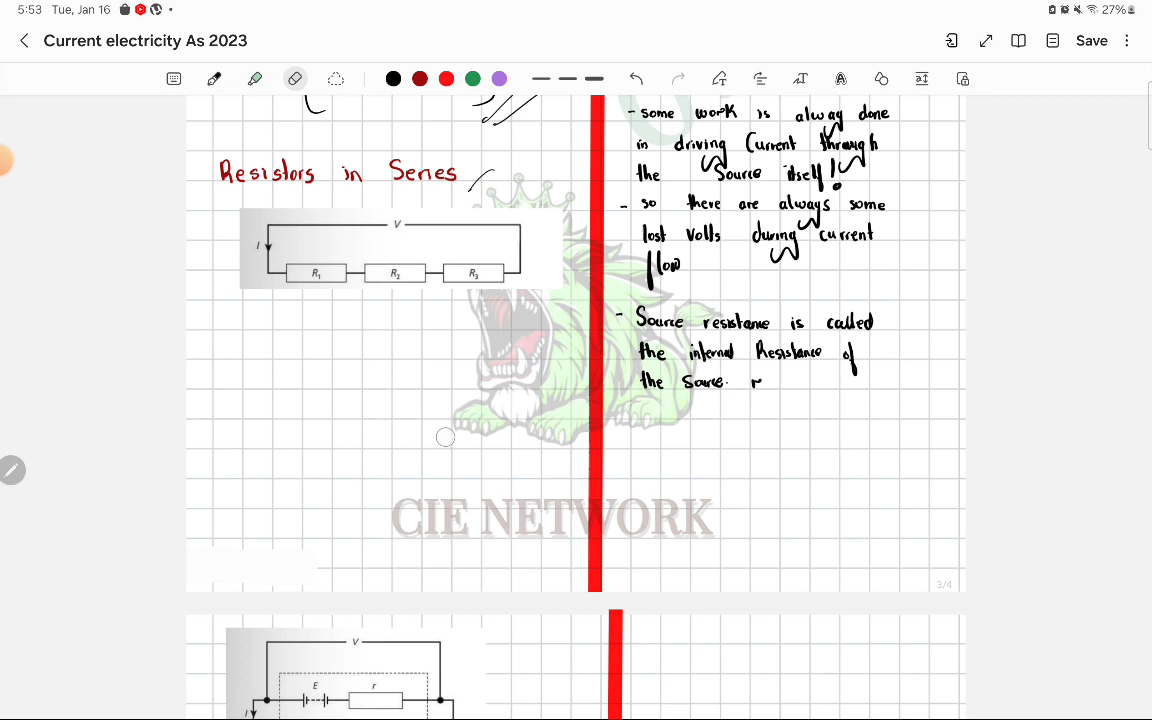 5:53 Tue, Jan 16
27%
Current electricity As 2023
Save
Resistors in Series
V
I
R1 R2 R3
- some work is alway done
in driving Current through
the Source itself!
- so there are always some
lost Volts during current
flow
- Source resistance is called
the internal Resistance of
the Source. r
CIE NETWORK
3/4
V
E r
I